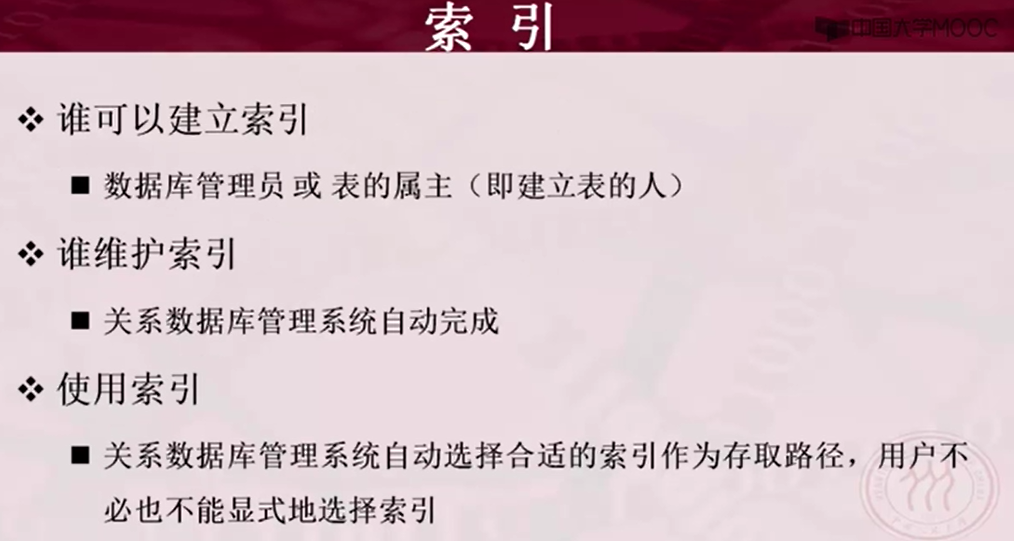 索 引
中国大学MOOC
谁可以建立索引
数据库管理员 或 表的属主（即建立表的人）
谁维护索引
关系数据库管理系统自动完成
使用索引
关系数据库管理系统自动选择合适的索引作为存取路径，用户不
必也不能显式地选择索引